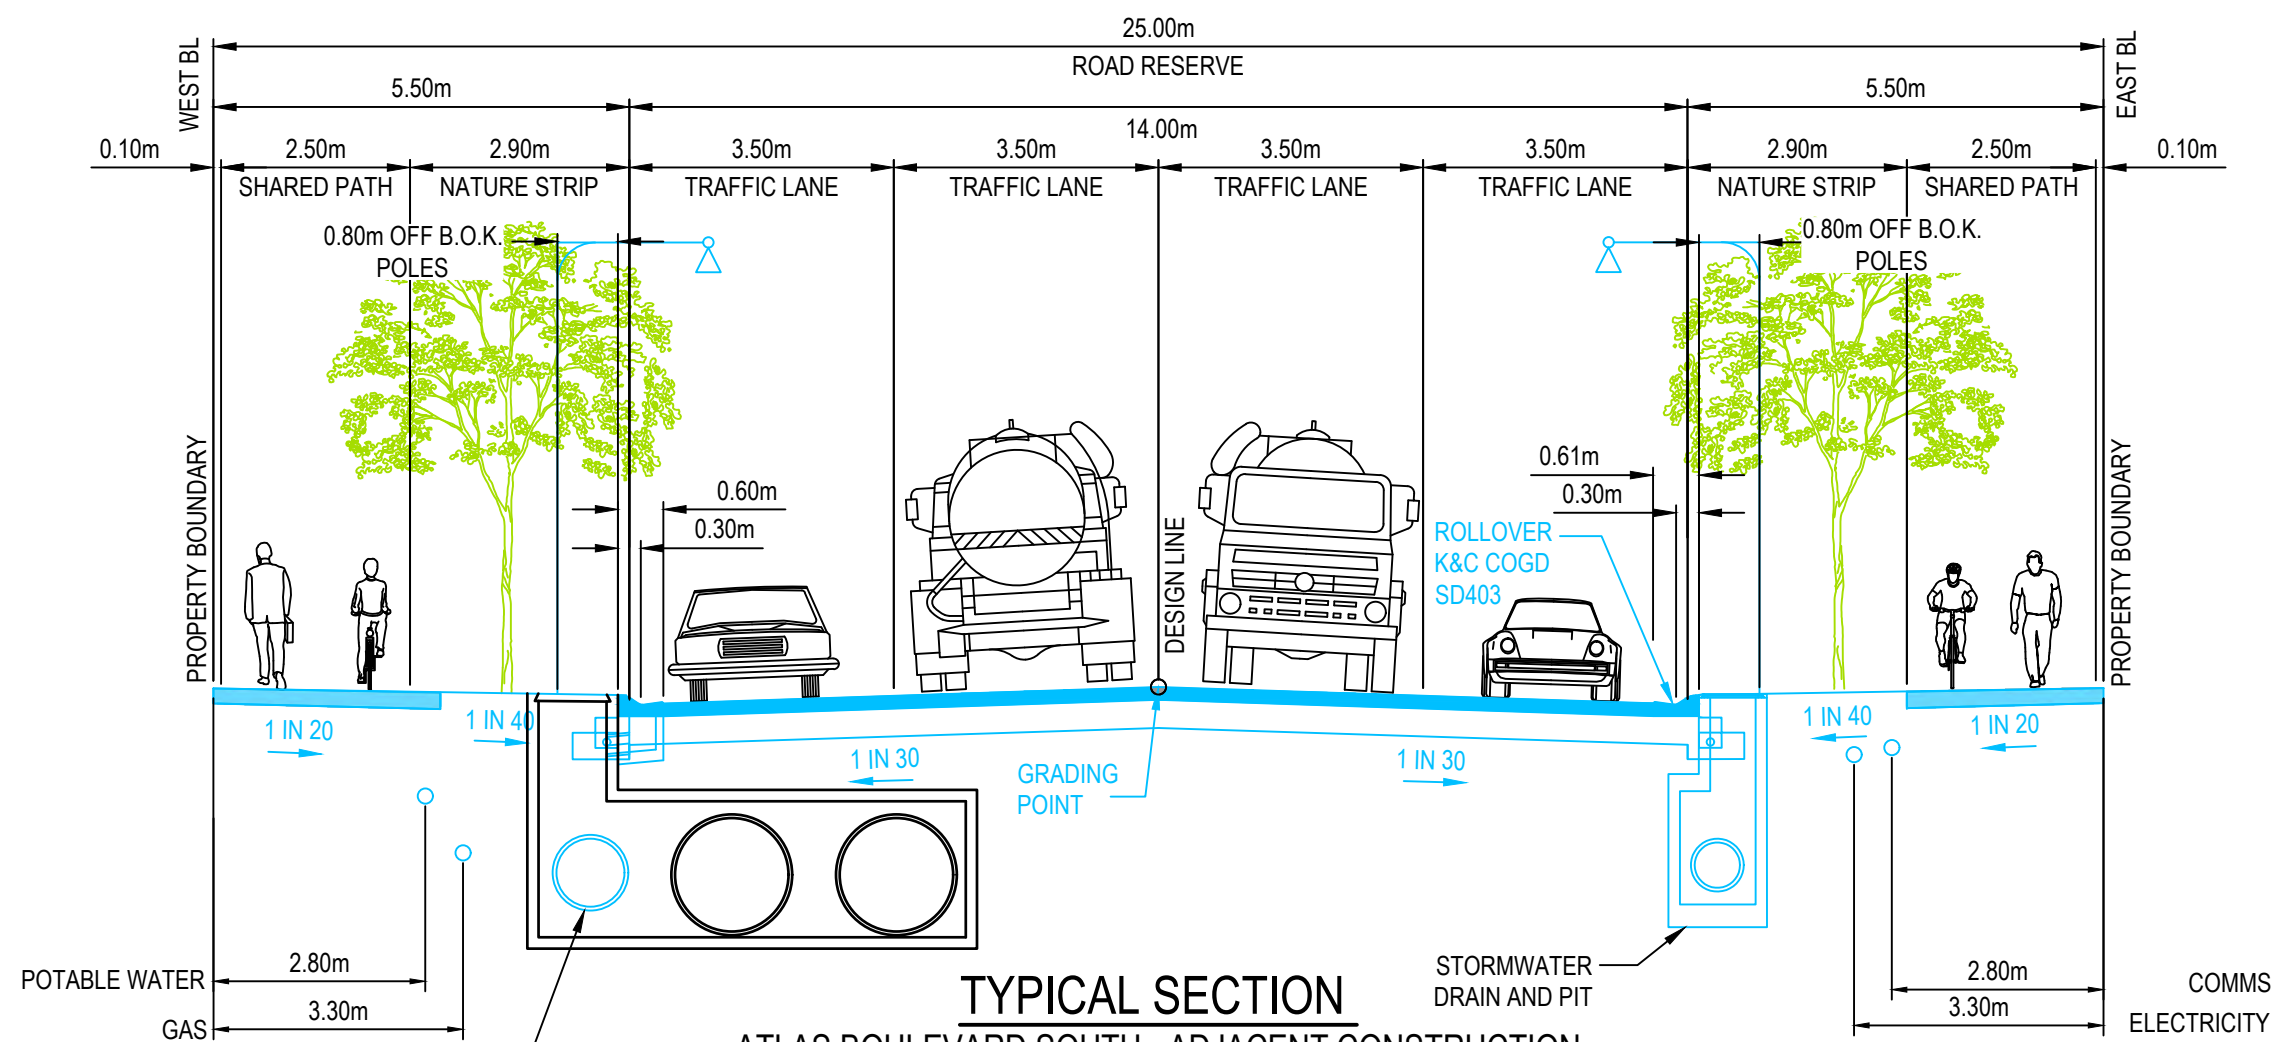 25.00m
ROAD RESERVE
WEST BL
EAST BL
5.50m
14.00m
5.50m
0.10m
2.50m
2.90m
3.50m
3.50m
3.50m
3.50m
2.90m
2.50m
0.10m
SHARED PATH
NATURE STRIP
TRAFFIC LANE
TRAFFIC LANE
TRAFFIC LANE
TRAFFIC LANE
NATURE STRIP
SHARED PATH
0.80m OFF B.O.K.
POLES
0.80m OFF B.O.K.
POLES
PROPERTY BOUNDARY
0.60m
0.30m
DESIGN LINE
0.61m
0.30m
ROLLOVER
K&C COGD
SD403
PROPERTY BOUNDARY
1 IN 20
1 IN 40
1 IN 30
GRADING
POINT
1 IN 30
1 IN 40
1 IN 20
POTABLE WATER
2.80m
GAS
3.30m
STORMWATER
DRAIN AND PIT
2.80m
COMMS
3.30m
ELECTRICITY
TYPICAL SECTION
ATLAS BOULEVARD SOUTH - ADJACENT CONSTRUCTION